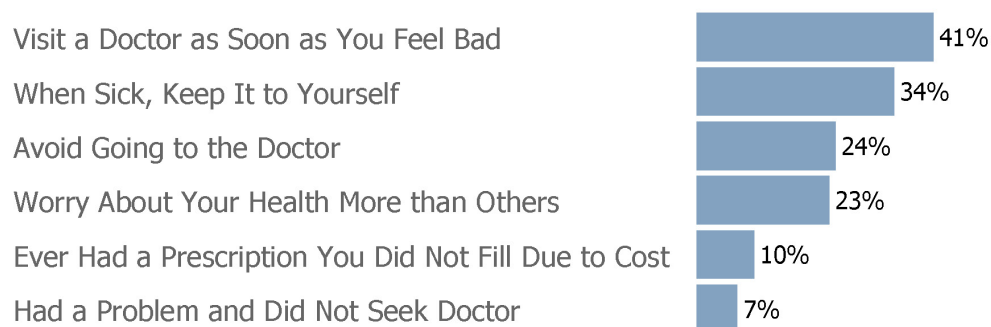 Visit a Doctor as Soon as You Feel Bad 41%
When Sick, Keep It to Yourself 34%
Avoid Going to the Doctor 24%
Worry About Your Health More than Others 23%
Ever Had a Prescription You Did Not Fill Due to Cost 10%
Had a Problem and Did Not Seek Doctor 7%